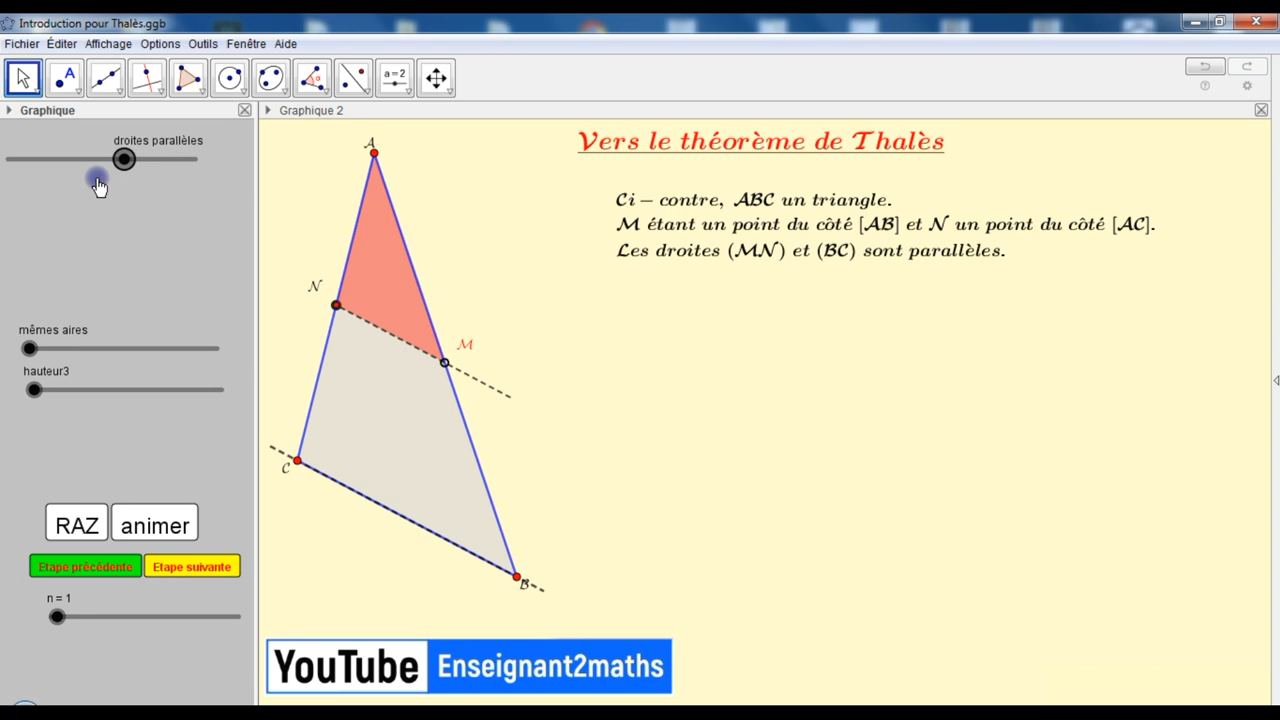 Introduction pour Thalès.ggb
Fichier Éditer Affichage Options Outils Fenêtre Aide
A
a = 2
Graphique
Graphique 2
droites parallèles
mêmes aires
hauteur3
RAZ animer
Etape précédente Etape suivante
n = 1
A
N
M
C
B
Vers le théorème de Thalès
Ci – contre, ABC un triangle.
M étant un point du côté [AB] et N un point du côté [AC].
Les droites (MN) et (BC) sont parallèles.
YouTube Enseignant2maths